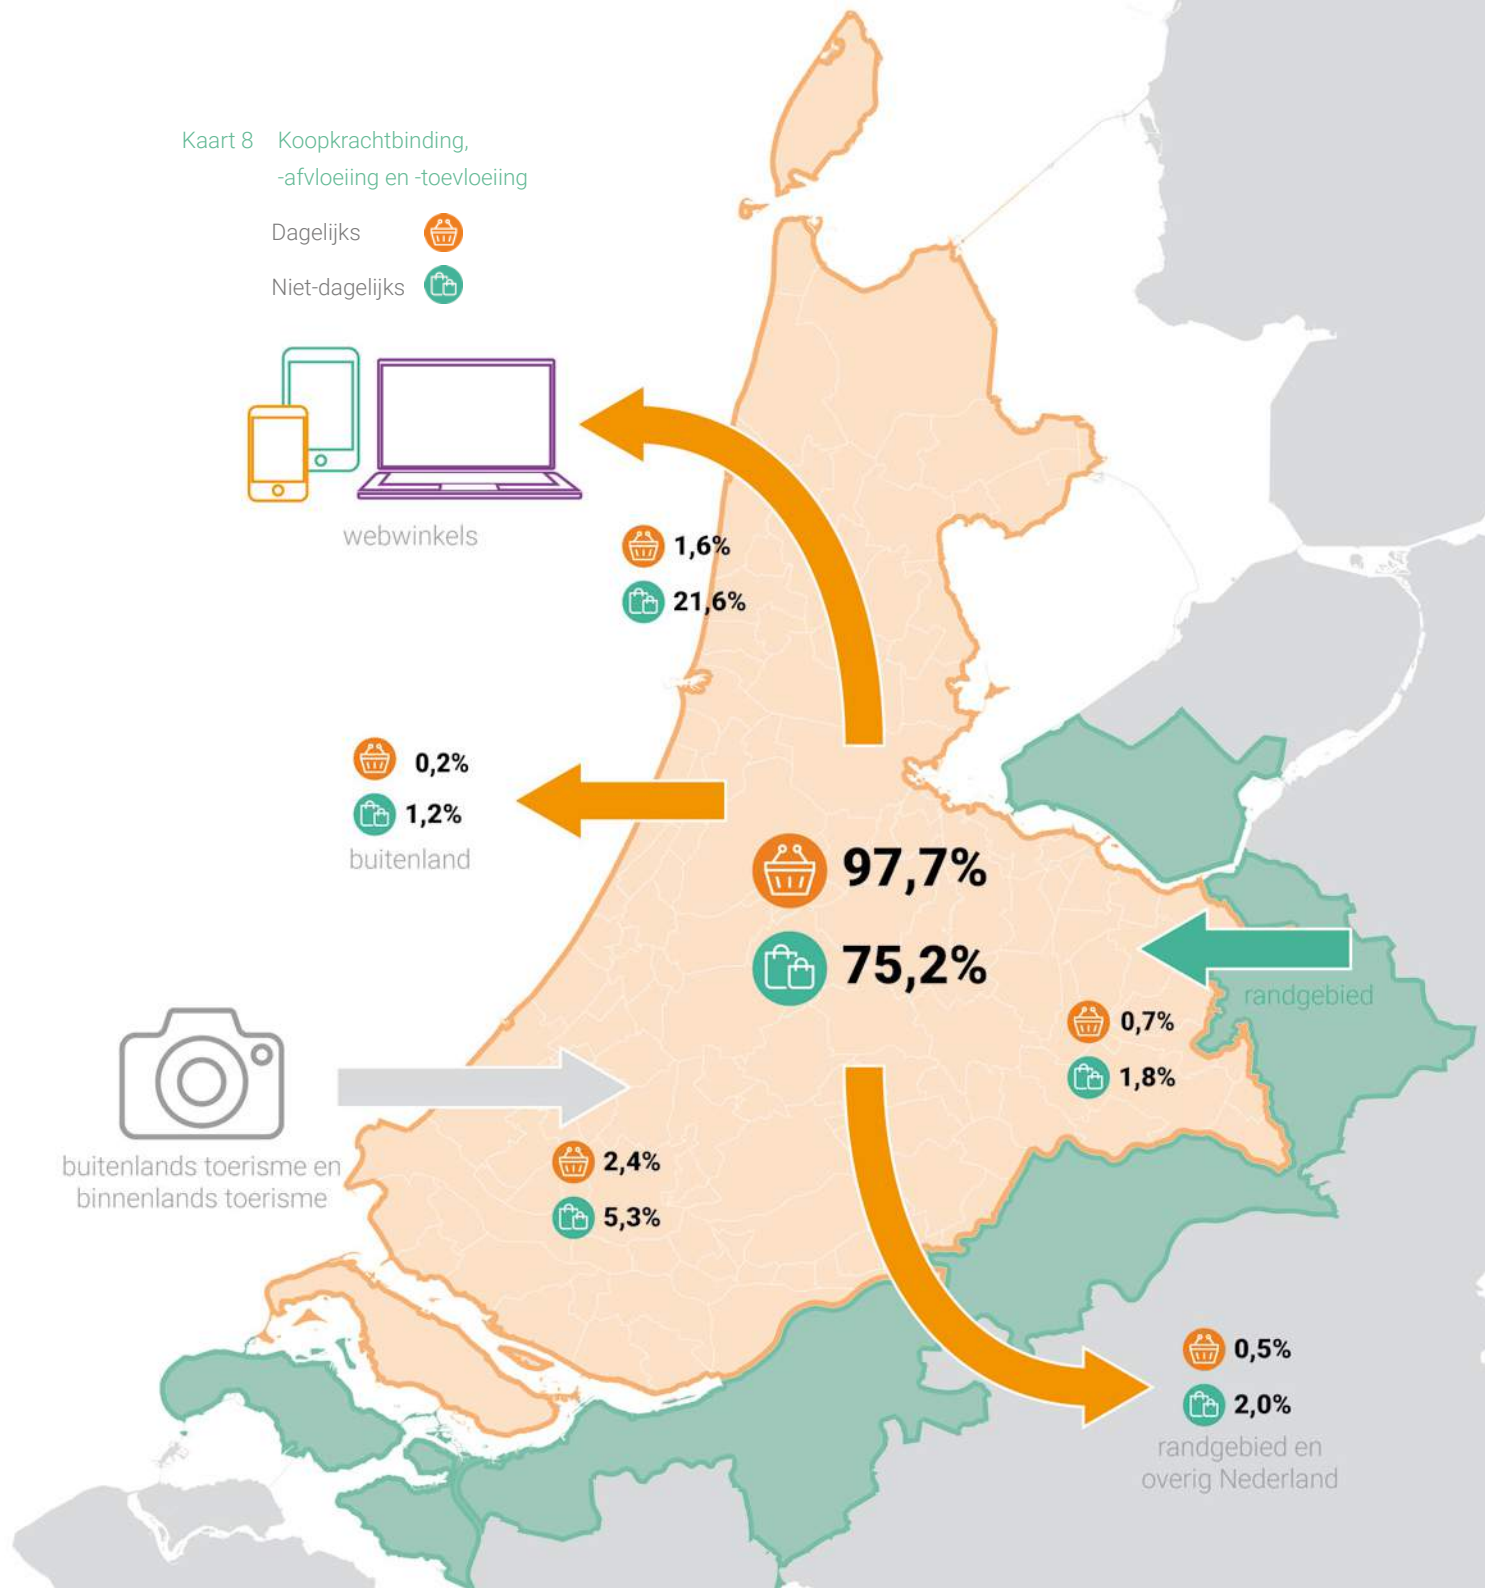 Kaart 8 Koopkrachtbinding,
-afvloeiing en -toevloeiing
Dagelijks
Niet-dagelijks
webwinkels
1,6%
21,6%
0,2%
1,2%
buitenland
97,7%
75,2%
randgebied
0,7%
1,8%
buitenlands toerisme en
binnenlands toerisme
2,4%
5,3%
0,5%
2,0%
randgebied en
overig Nederland